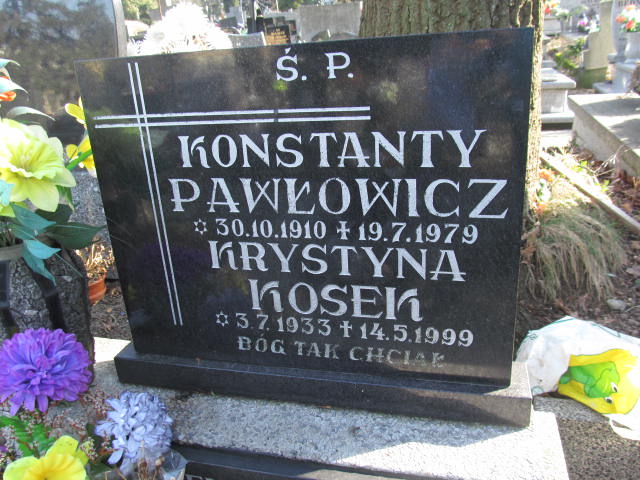 Ś. P.
KONSTANTY
PAWŁOWICZ
✡ 30.10.1910 ✝ 19.7.1979
KRYSTYNA
KOSEK
✡ 3.7.1933 ✝ 14.5.1999
BÓG TAK CHCIAŁ